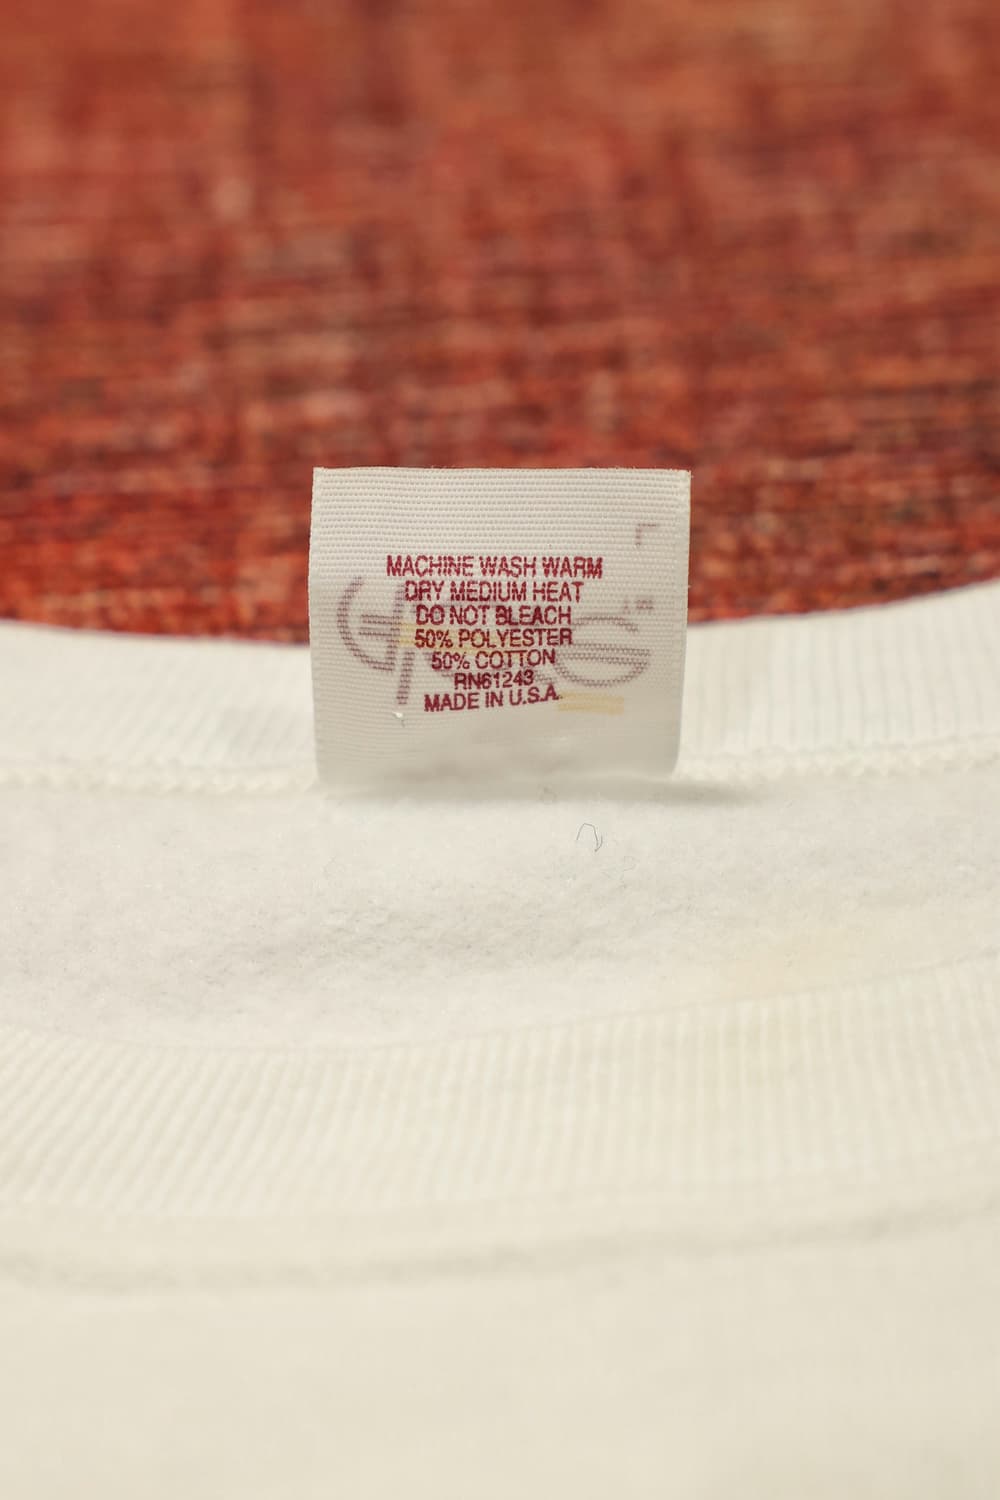 MACHINE WASH WARM
DRY MEDIUM HEAT
DO NOT BLEACH
50% POLYESTER
50% COTTON
RN61243
MADE IN U.S.A.